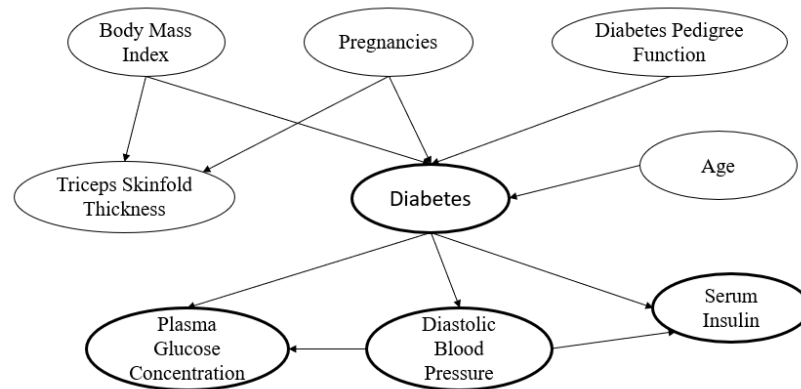 Body Mass
Index
Pregnancies
Diabetes Pedigree
Function
Triceps Skinfold
Thickness
Diabetes
Age
Plasma
Glucose
Concentration
Diastolic
Blood
Pressure
Serum
Insulin